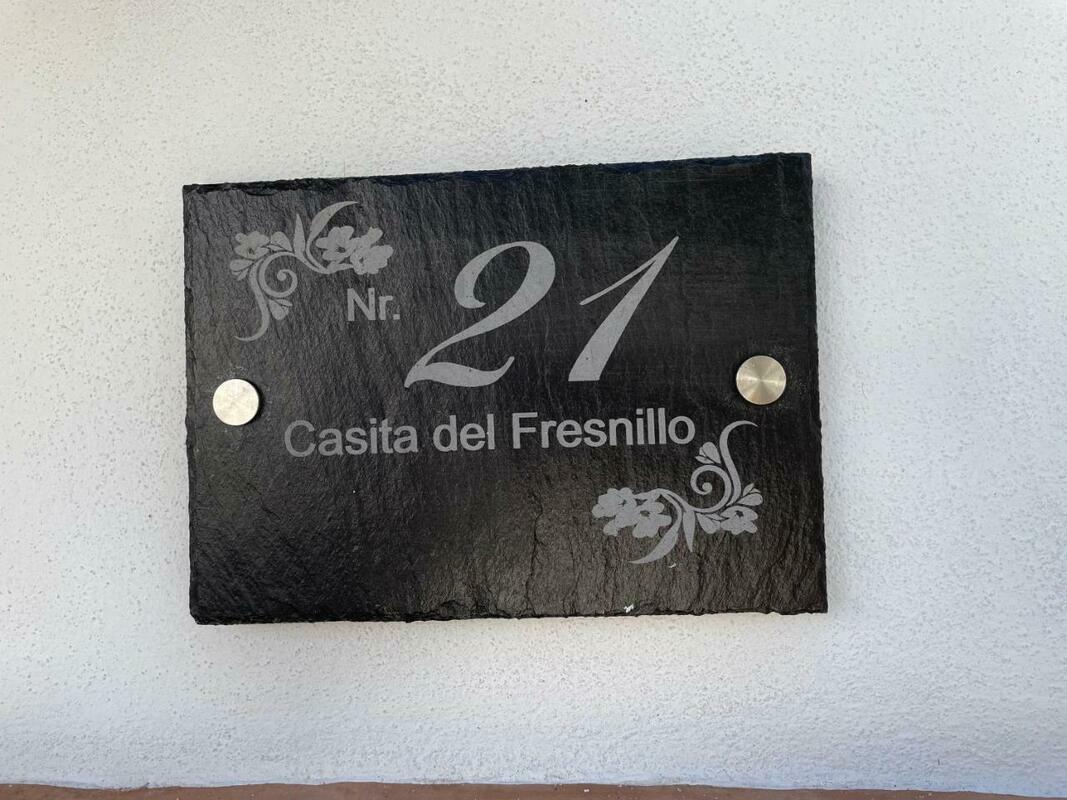 Nr. 21
Casita del Fresnillo